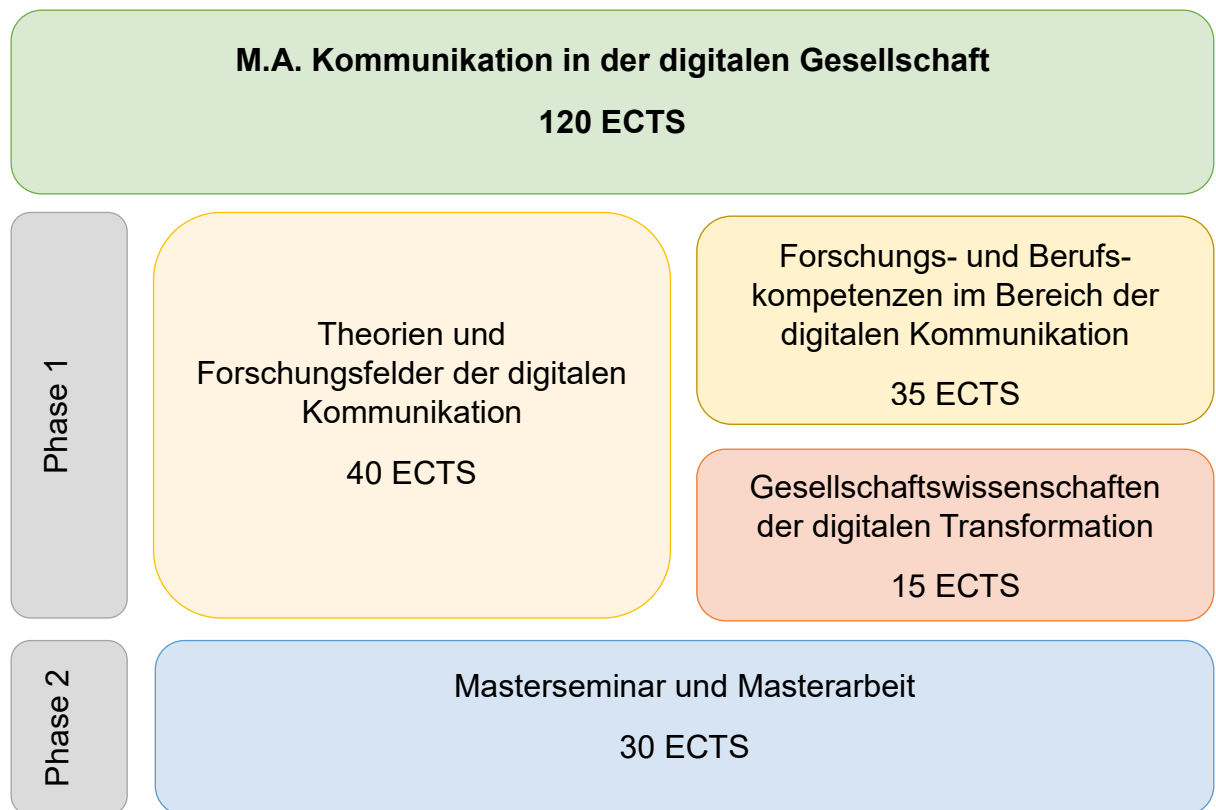 M.A. Kommunikation in der digitalen Gesellschaft
120 ECTS
Phase 1
Theorien und
Forschungsfelder der digitalen
Kommunikation
40 ECTS
Forschungs- und Berufs-
kompetenzen im Bereich der
digitalen Kommunikation
35 ECTS
Gesellschaftswissenschaften
der digitalen Transformation
15 ECTS
Phase 2
Masterseminar und Masterarbeit
30 ECTS